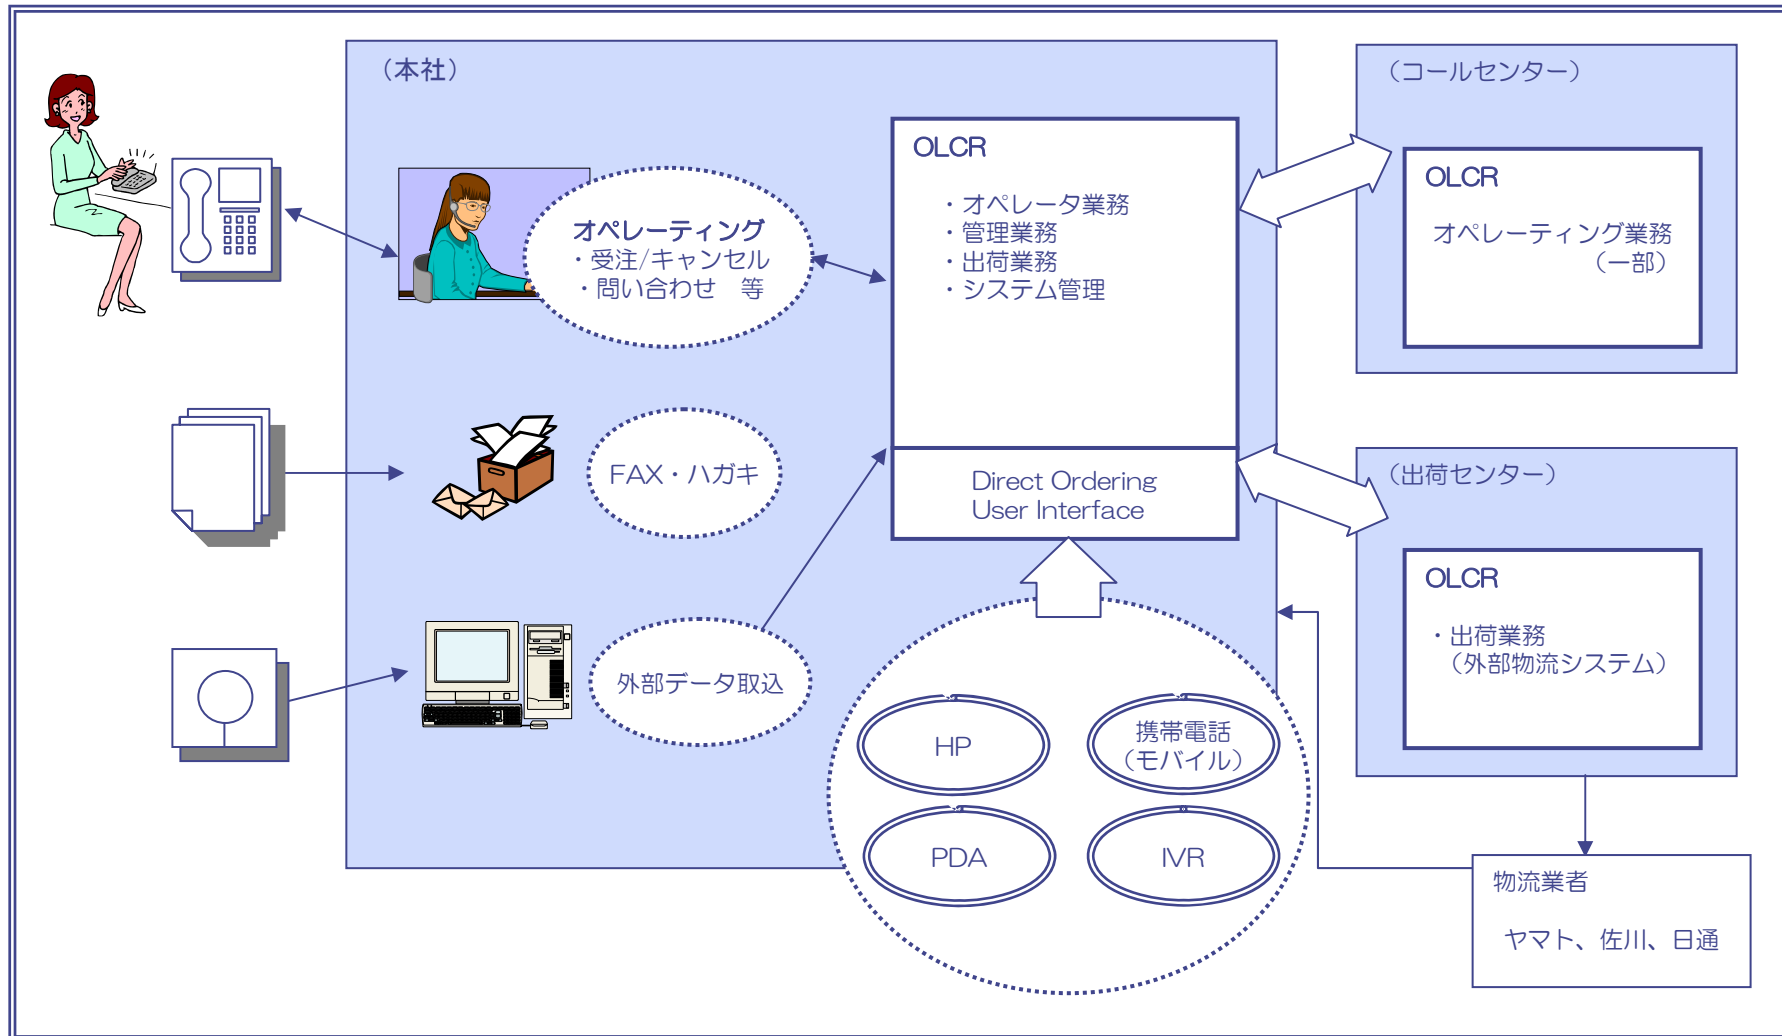 （本社）
OLCR
・オペレータ業務
・管理業務
・出荷業務
・システム管理
オペレーティング
・受注/キャンセル
・問い合わせ　等
FAX・ハガキ
外部データ取込
Direct Ordering
User Interface
HP
携帯電話
（モバイル）
PDA
IVR
（コールセンター）
OLCR
オペレーティング業務
（一部）
（出荷センター）
OLCR
・出荷業務
（外部物流システム）
物流業者
ヤマト、佐川、日通